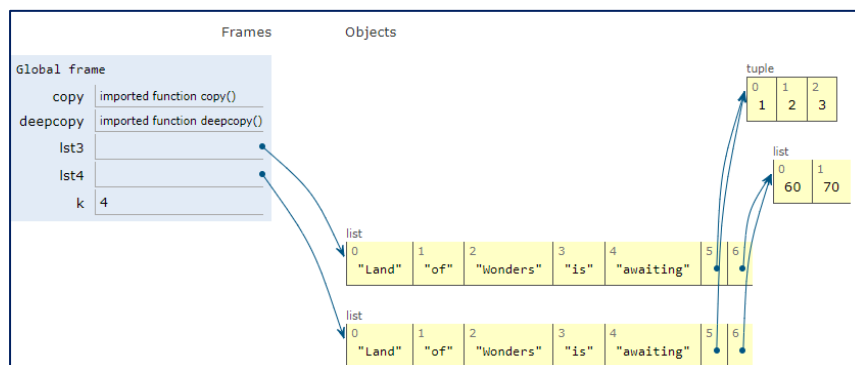 Frames Objects
Global frame
copy imported function copy()
deepcopy imported function deepcopy()
lst3
lst4
k 4
tuple
0 1 2
1 2 3
list
0 1
60 70
list
0 1 2 3 4 5 6
"Land" "of" "Wonders" "is" "awaiting"
list
0 1 2 3 4 5 6
"Land" "of" "Wonders" "is" "awaiting"